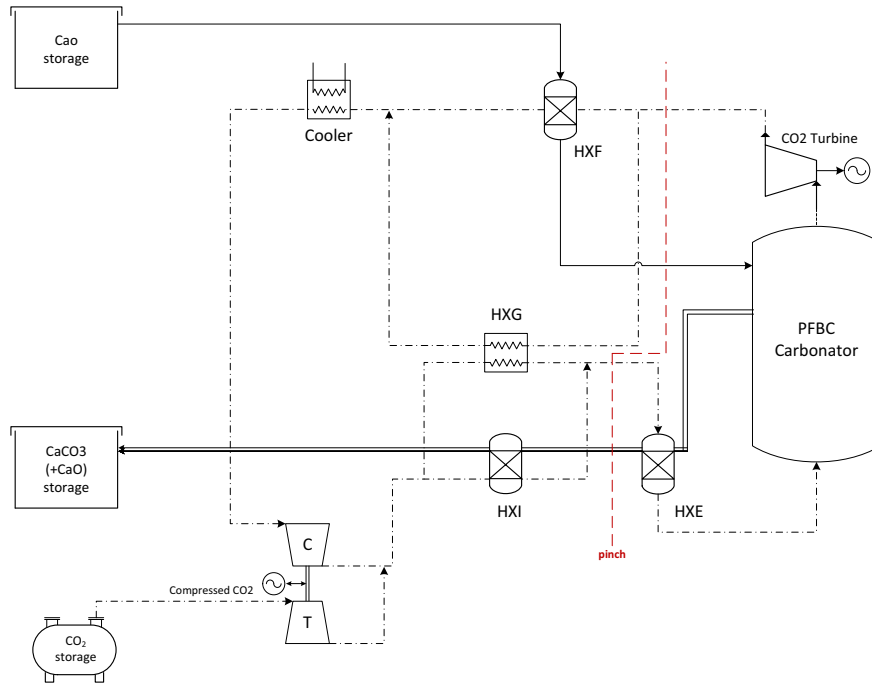 Cao
storage
Cooler
HXF
CO2 Turbine
HXG
PFBC
Carbonator
CaCO3
(+CaO)
storage
HXI
HXE
pinch
C
Compressed CO2
T
CO₂
storage